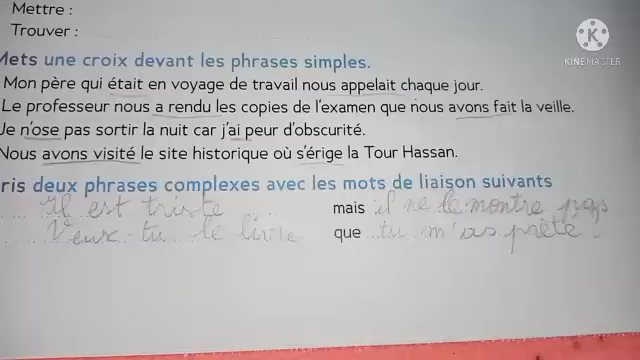 Mettre :
Trouver :
KINEMASTER
Mets une croix devant les phrases simples.
Mon père qui était en voyage de travail nous appelait chaque jour.
Le professeur nous a rendu les copies de l'examen que nous avons fait la veille.
Je n'ose pas sortir la nuit car j'ai peur d'obscurité.
Nous avons visité le site historique où s'érige la Tour Hassan.
ris deux phrases complexes avec les mots de liaison suivants
Il est triste mais il ne le montre pas
Veux-tu le livre que tu m'as prêté.